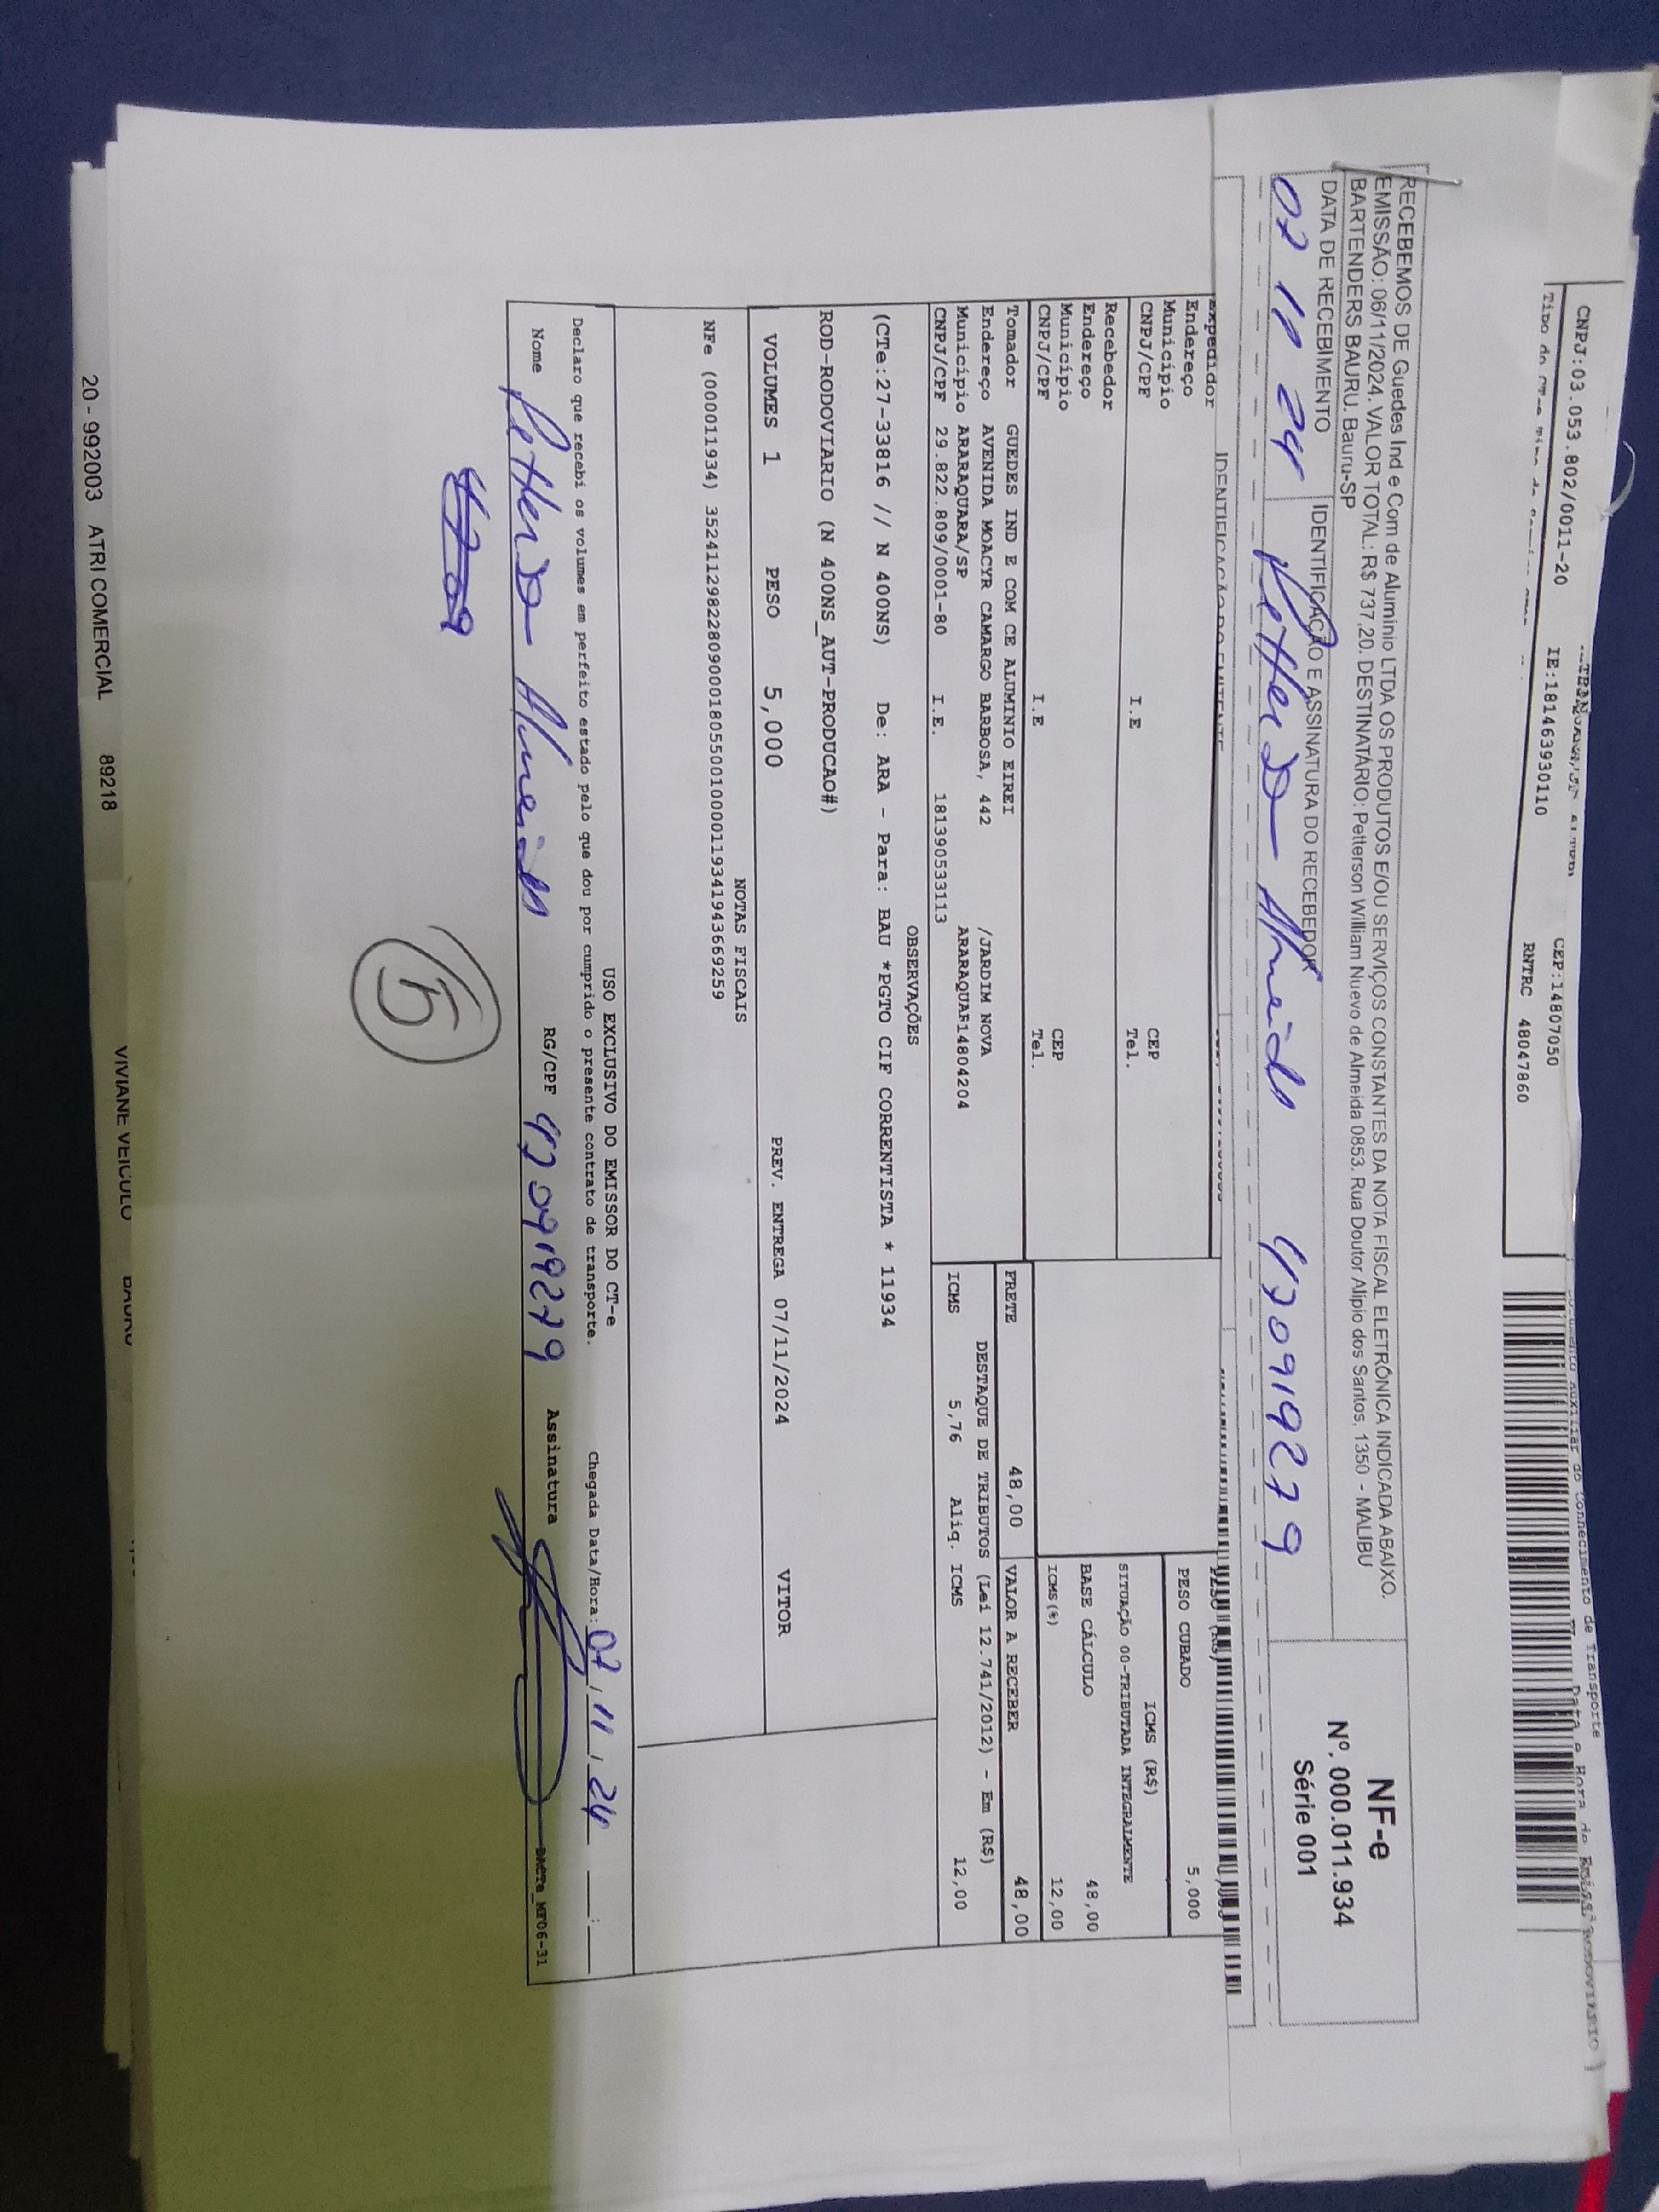 CNPJ:03.053.802/0011-20 IE:181463930110 CEP:14807050
RNTRC 48047860
RECEBEMOS DE Guedes Ind e Com de Aluminio LTDA OS PRODUTOS E/OU SERVIÇOS CONSTANTES DA NOTA FISCAL ELETRÔNICA INDICADA ABAIXO.
EMISSÃO: 06/11/2024. VALOR TOTAL: R$ 737,20. DESTINATÁRIO: Petterson William Nuevo de Almeida 0853. Rua Doutor Alipio dos Santos, 1350 - MALIBU
BARTENDERS BAURU. Bauru-SP
DATA DE RECEBIMENTO
IDENTIFICAÇÃO E ASSINATURA DO RECEBEDOR
NF-e
Nº. 000.011.934
Série 001
07 11 24
IDENTIFICAÇÃO DO EMITENTE
Expedidor
Endereço
Município
CNPJ/CPF I.E CEP Tel.
Recebedor
Endereço
Município CEP
CNPJ/CPF I.E Tel.
PESO CUBADO 5,000
ICMS (R$)
SITUAÇÃO 00-TRIBUTADA INTEGRALMENTE
BASE CÁLCULO 48,00
ICMS(%) 12,00
Tomador GUEDES IND E COM CE ALUMINIO EIREI
Endereço AVENIDA MOACYR CAMARGO BARBOSA, 442 /JARDIM NOVA
Município ARARAQUARA/SP ARARAQUAR14804204
CNPJ/CPF 29.822.809/0001-80 I.E. 181390533113
FRETE 48,00 VALOR A RECEBER 48,00
DESTAQUE DE TRIBUTOS (Lei 12.741/2012) - Em (R$)
ICMS 5,76 Aliq. ICMS 12,00
OBSERVAÇÕES
(CTe:27-33816 // N 400NS) De: ARA - Para: BAU *PGTO CIF CORRENTISTA * 11934
ROD-RODOVIARIO (N 400NS_AUT-PRODUCAO#)
VOLUMES 1 PESO 5,000 PREV. ENTREGA 07/11/2024 VITOR
NOTAS FISCAIS
NFe (000011934) 35241129822809000180550010000119341943669259
USO EXCLUSIVO DO EMISSOR DO CT-e
Declaro que recebi os volumes em perfeito estado pelo que dou por cumprido o presente contrato de transporte. Chegada Data/Hora: 07/11/24 __:__
Nome RG/CPF Assinatura
DACTe_MF06-31
20 - 992003 ATRI COMERCIAL 89218
VIVIANE VEICULO BAURU